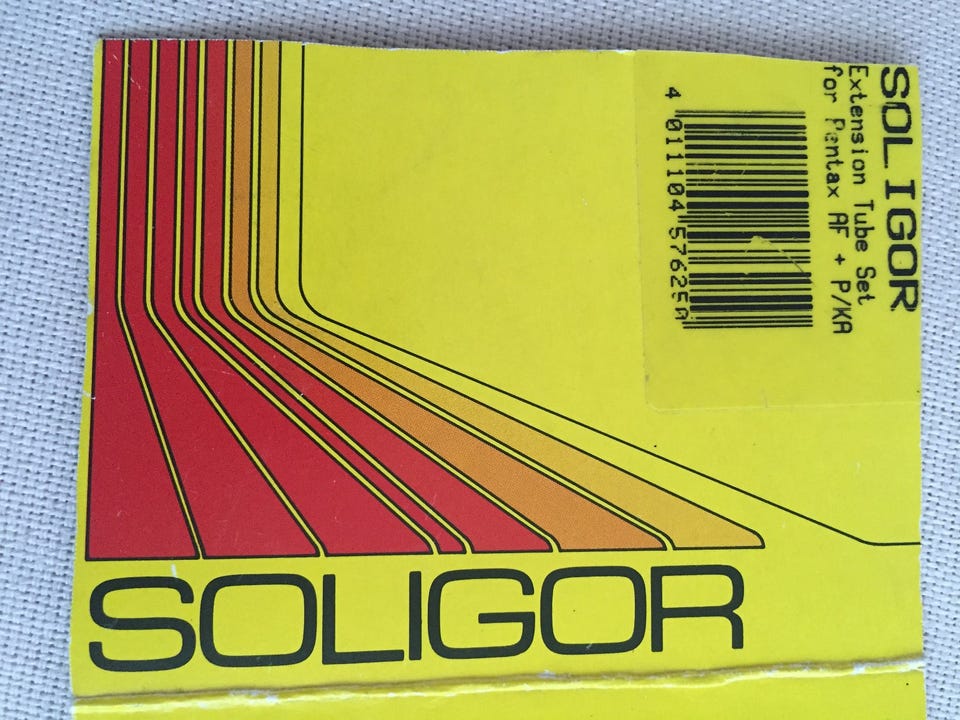 SOLIGOR
Extension Tube Set
for Pentax AF + P/KA
4 011104 576250
SOLIGOR